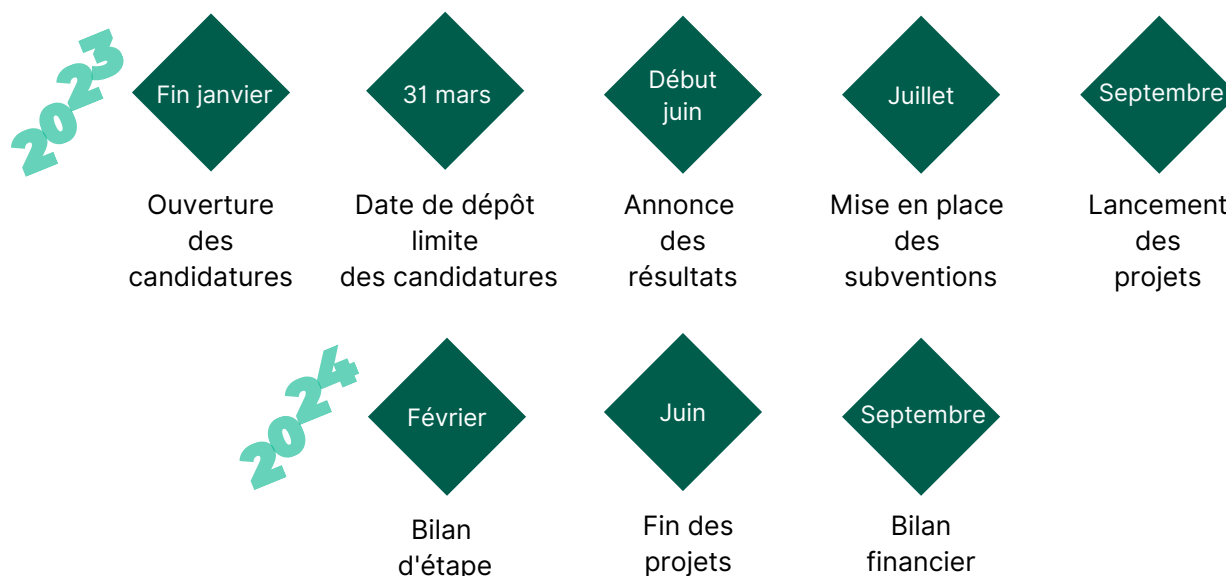 2023
Fin janvier
Ouverture
des
candidatures
31 mars
Date de dépôt
limite
des candidatures
Début
juin
Annonce
des
résultats
Juillet
Mise en place
des
subventions
Septembre
Lancement
des
projets
2024
Février
Bilan
d'étape
Juin
Fin des
projets
Septembre
Bilan
financier